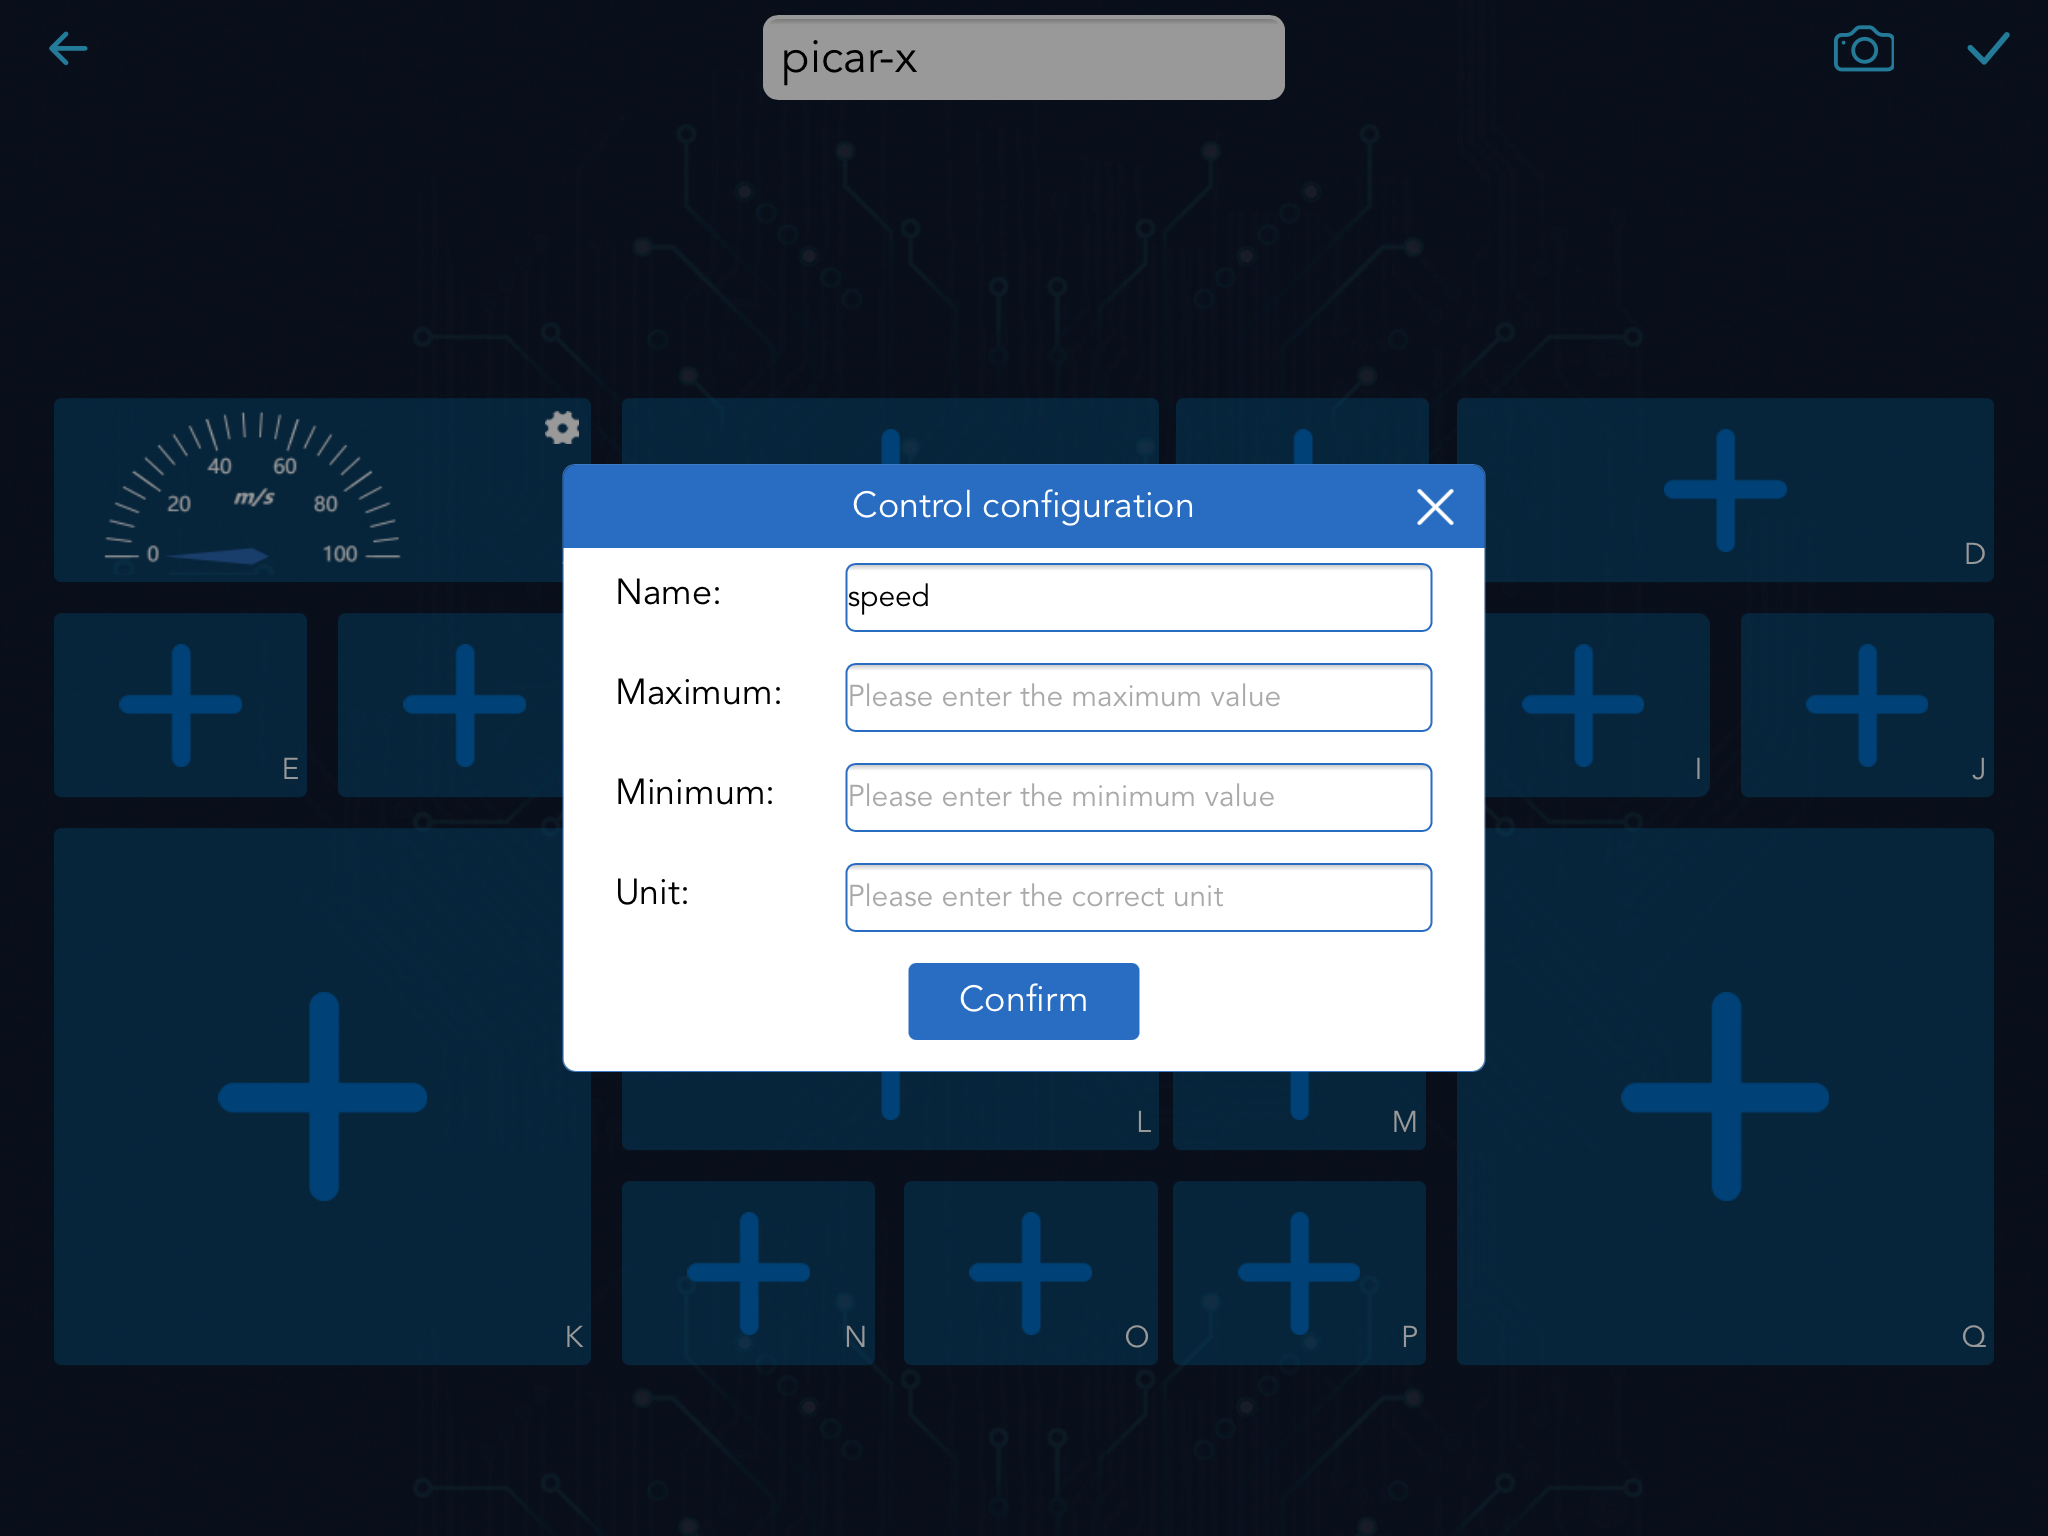 picar-x
40 60
20 m/s 80
0 100
D
Control configuration
Name: speed
Maximum: Please enter the maximum value
Minimum: Please enter the minimum value
Unit: Please enter the correct unit
Confirm
E
I
J
L
M
K
N
O
P
Q